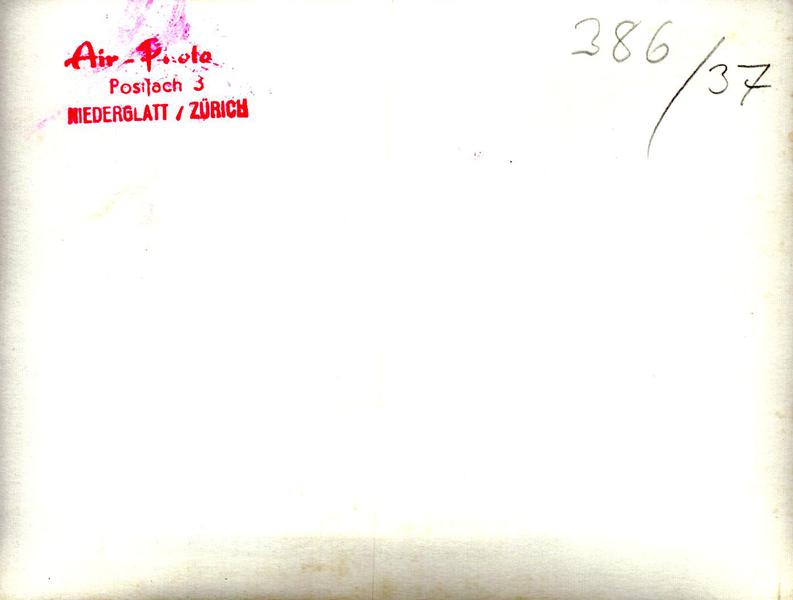 Air-Photo
Postfach 3
NIEDERGLATT / ZÜRICH
386/37